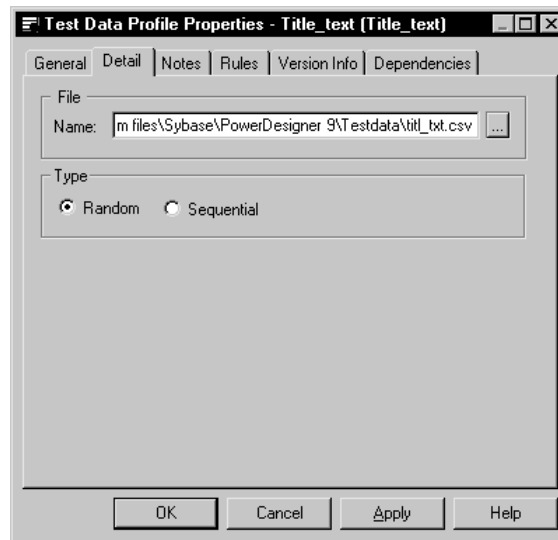 Test Data Profile Properties - Title_text (Title_text)
General Detail Notes Rules Version Info Dependencies
File
Name: m files\Sybase\PowerDesigner 9\Testdata\titl_txt.csv ...
Type
Random Sequential
OK Cancel Apply Help